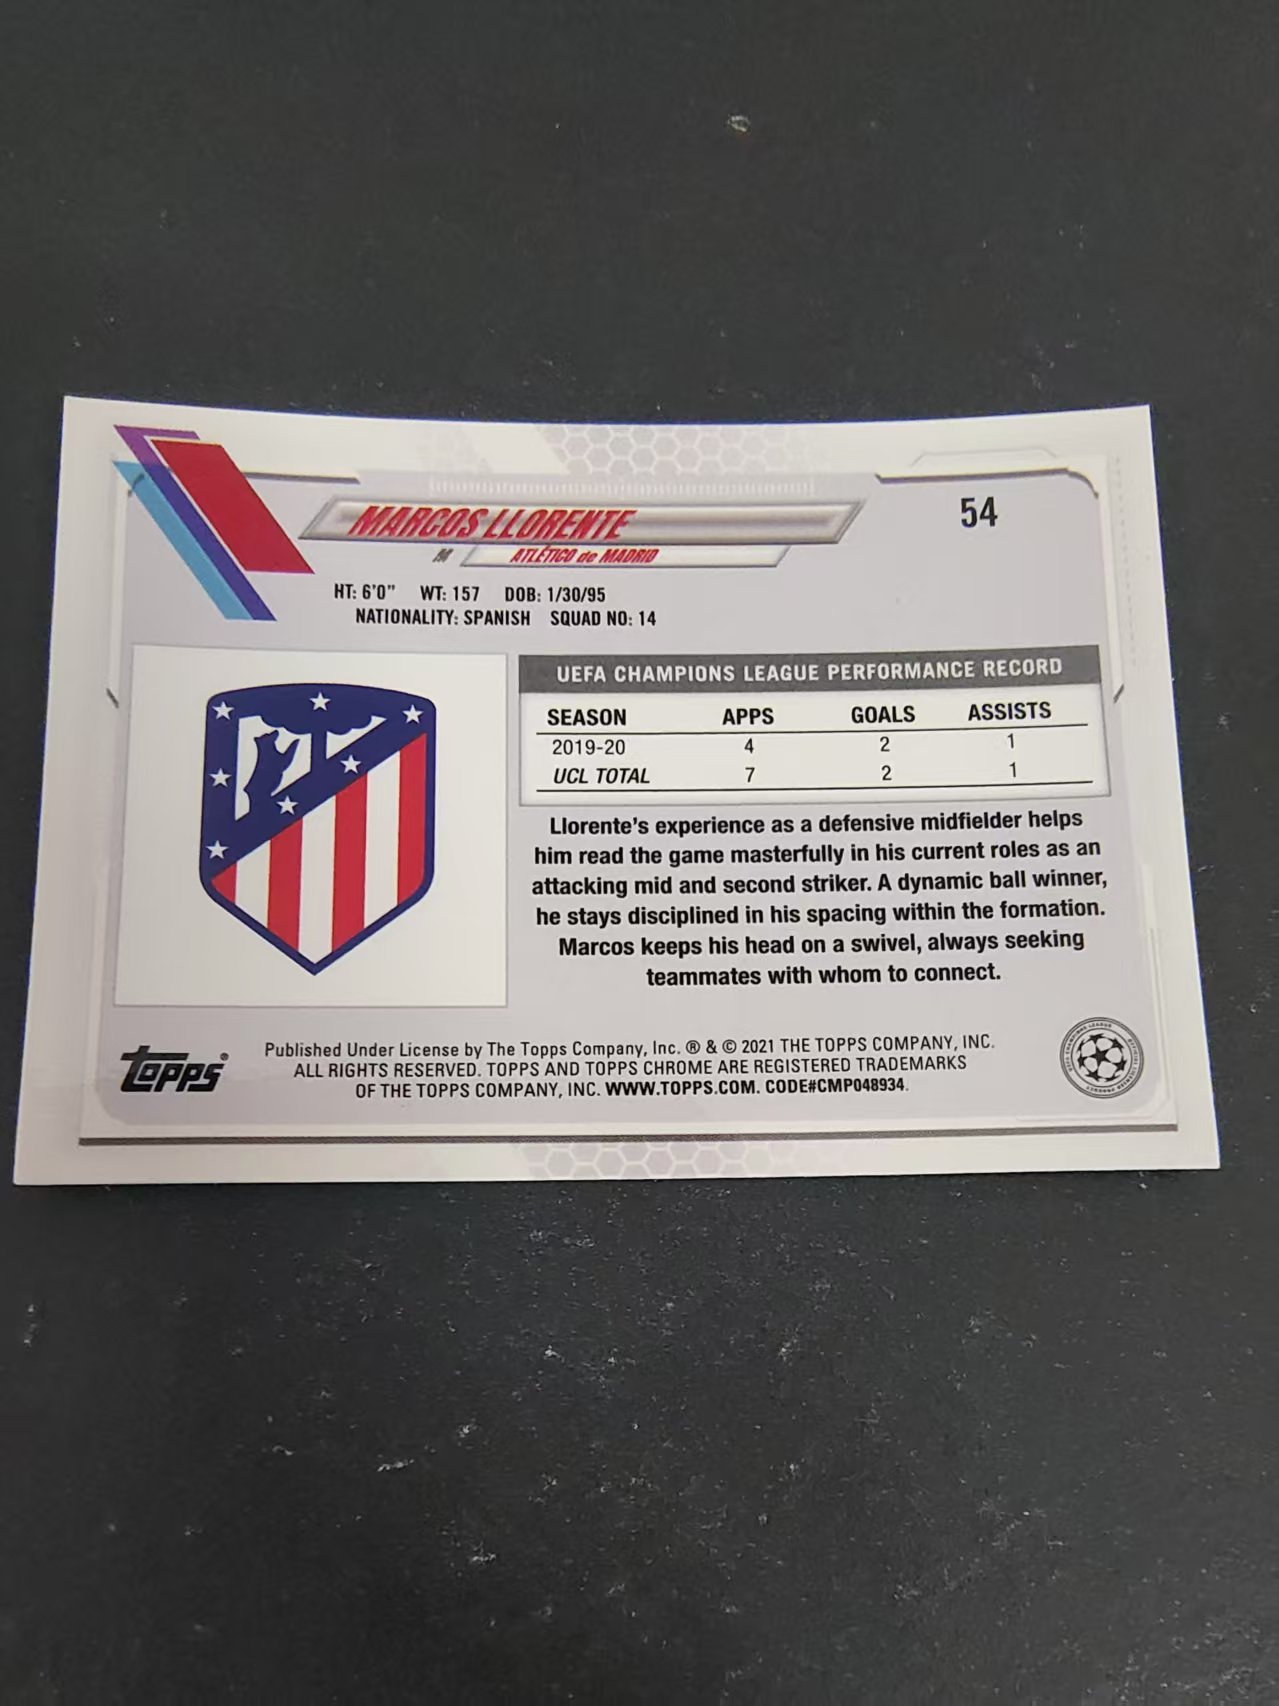 54
MARCOS LLORENTE
M ATLÉTICO de MADRID
HT: 6'0" WT: 157 DOB: 1/30/95
NATIONALITY: SPANISH SQUAD NO: 14
UEFA CHAMPIONS LEAGUE PERFORMANCE RECORD
SEASON APPS GOALS ASSISTS
2019-20 4 2 1
UCL TOTAL 7 2 1
Llorente's experience as a defensive midfielder helps
him read the game masterfully in his current roles as an
attacking mid and second striker. A dynamic ball winner,
he stays disciplined in his spacing within the formation.
Marcos keeps his head on a swivel, always seeking
teammates with whom to connect.
Topps®
Published Under License by The Topps Company, Inc. ® & © 2021 THE TOPPS COMPANY, INC.
ALL RIGHTS RESERVED. TOPPS AND TOPPS CHROME ARE REGISTERED TRADEMARKS
OF THE TOPPS COMPANY, INC. WWW.TOPPS.COM. CODE#CMP048934.